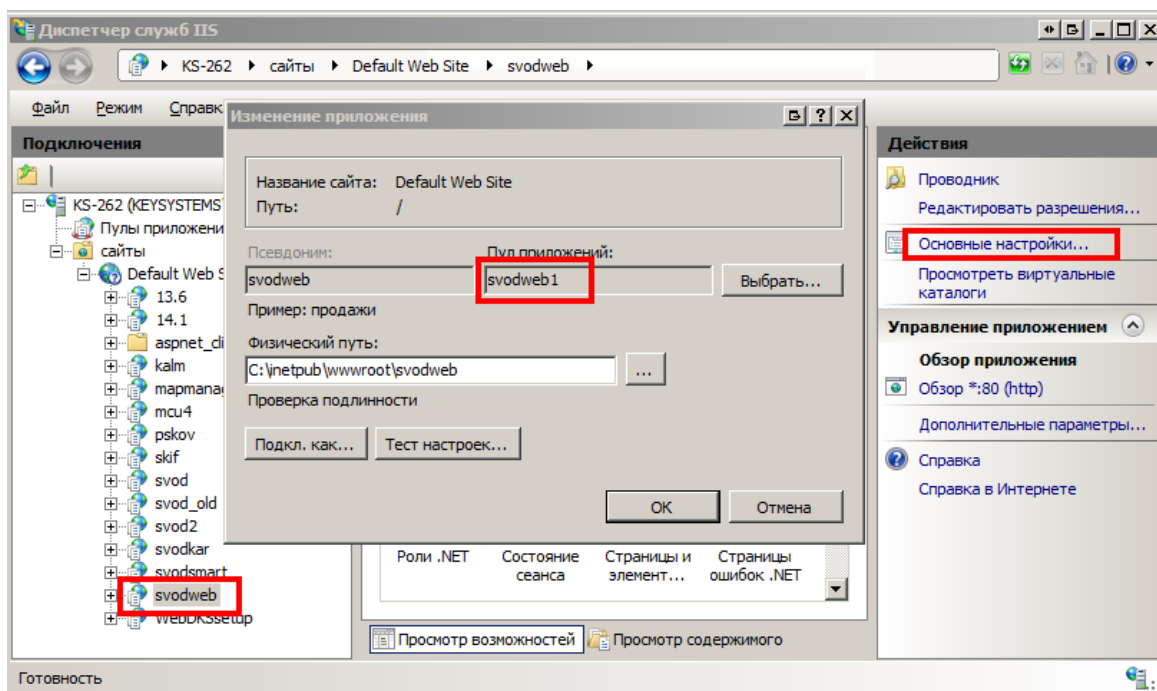 Диспетчер служб IIS
KS-262 сайты Default Web Site svodweb
Файл Режим Справк
Подключения
KS-262 (KEYSYSTEMS
Пулы приложени
сайты
Default Web S
13.6
14.1
aspnet_cli
kalm
mapmana
mcu4
pskov
skif
svod
svod_old
svod2
svodkar
svodsmart
svodweb
WebDKSsetup
Изменение приложения
Название сайта: Default Web Site
Путь: /
Псевдоним: Пул приложений:
svodweb svodweb1 Выбрать...
Пример: продажи
Физический путь:
C:\inetpub\wwwroot\svodweb ...
Проверка подлинности
Подкл. как... Тест настроек...
ОК Отмена
Роли .NET Состояние сеанса Страницы и элемент... Страницы ошибок .NET
Просмотр возможностей Просмотр содержимого
Действия
Проводник
Редактировать разрешения...
Основные настройки...
Просмотреть виртуальные
каталоги
Управление приложением
Обзор приложения
Обзор *:80 (http)
Дополнительные параметры...
Справка
Справка в Интернете
Готовность